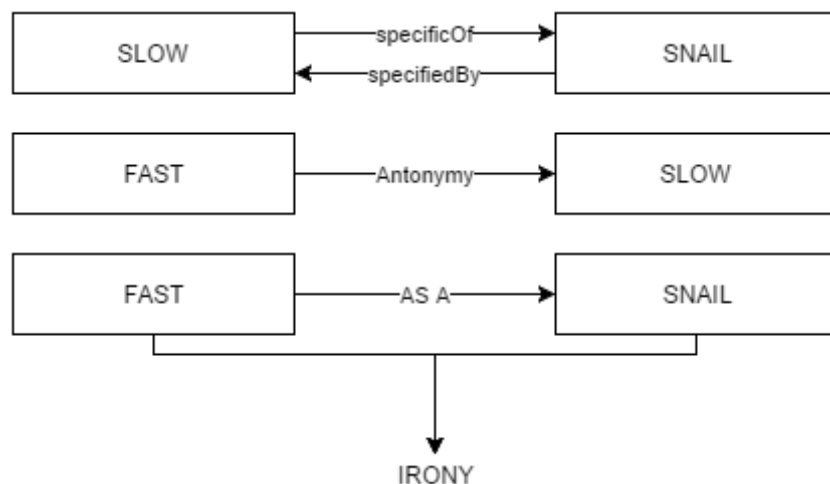 specificOf
SLOW
SNAIL
specifiedBy
FAST
Antonymy
SLOW
FAST
AS A
SNAIL
IRONY